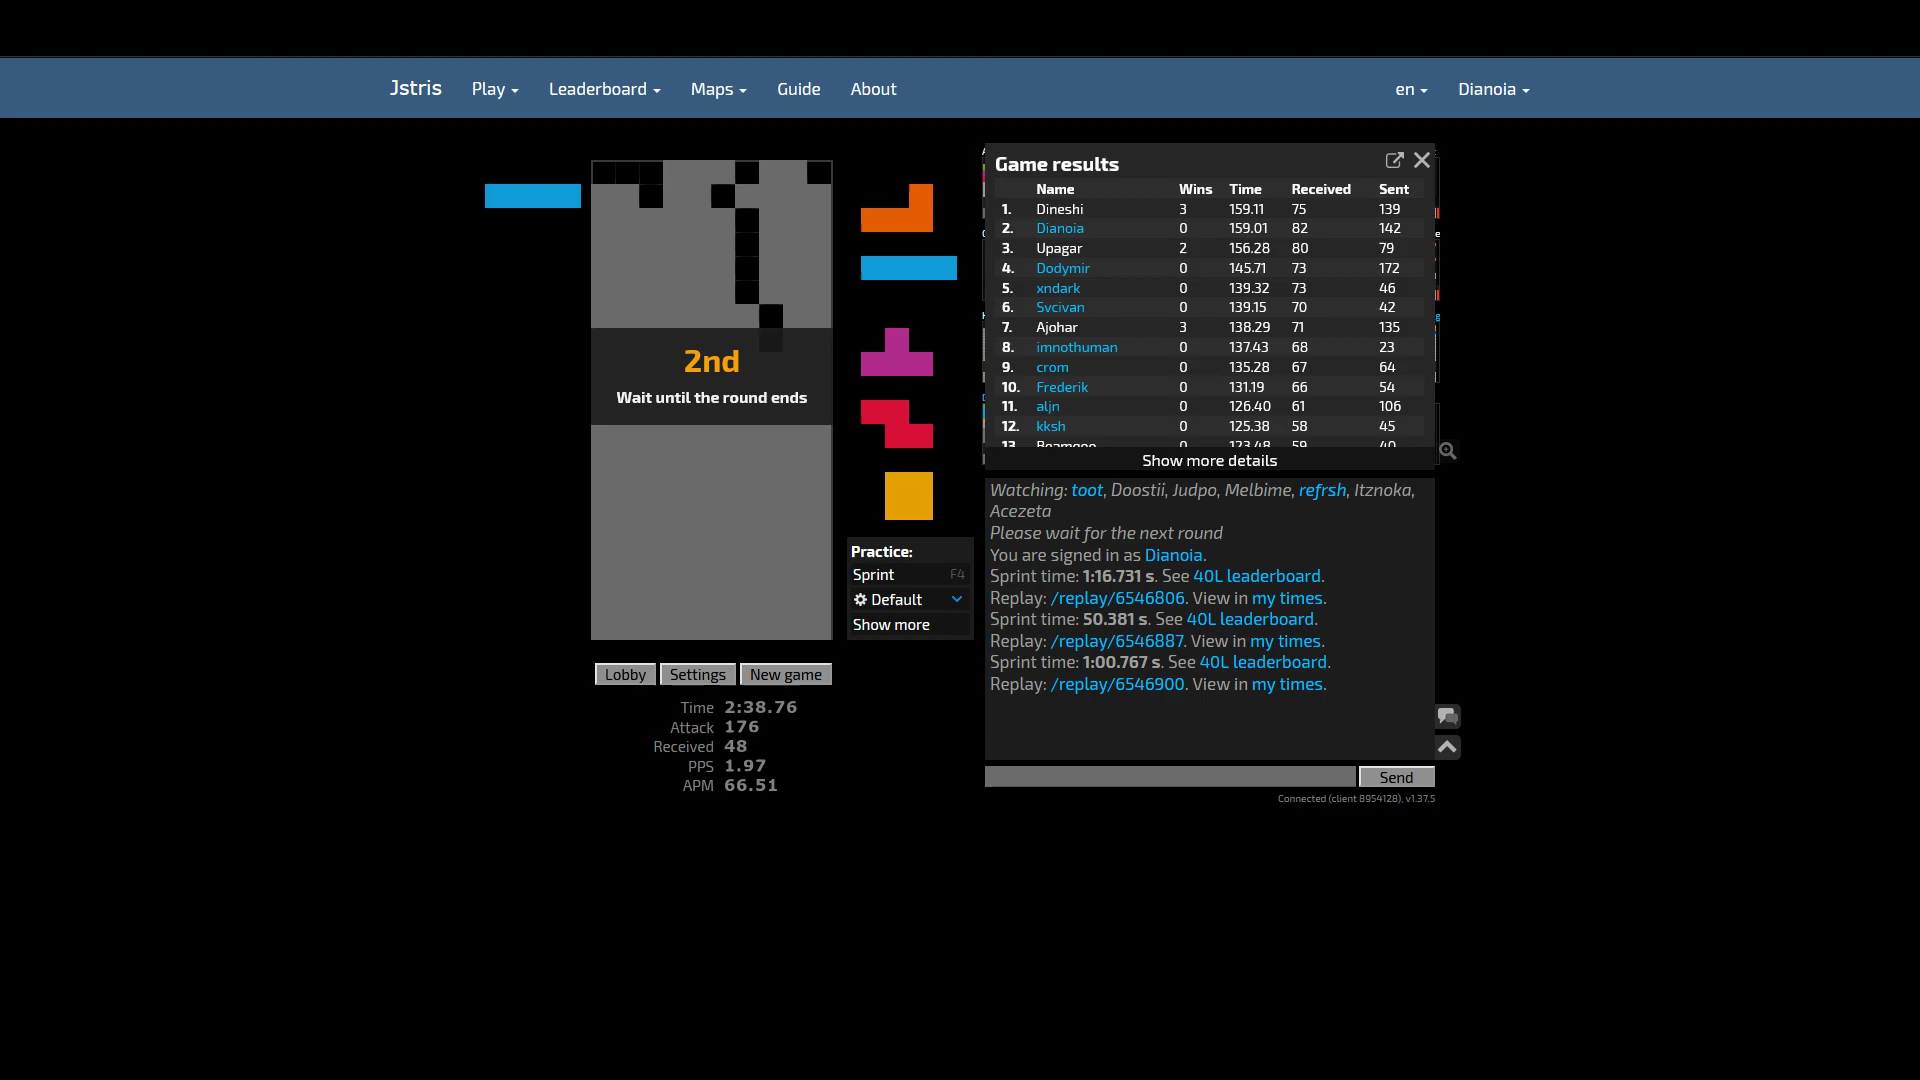 Jstris Play Leaderboard Maps Guide About en Dianoia
2nd
Wait until the round ends
Practice:
Sprint F4
Default
Show more
Lobby Settings New game
Time 2:38.76
Attack 176
Received 48
PPS 1.97
APM 66.51
Game results
Name Wins Time Received Sent
1. Dineshi 3 159.11 75 139
2. Dianoia 0 159.01 82 142
3. Upagar 2 156.28 80 79
4. Dodymir 0 145.71 73 172
5. xndark 0 139.32 73 46
6. Svcivan 0 139.15 70 42
7. Ajohar 3 138.29 71 135
8. imnothuman 0 137.43 68 23
9. crom 0 135.28 67 64
10. Frederik 0 131.19 66 54
11. aljn 0 126.40 61 106
12. kksh 0 125.38 58 45
13. 0 123.48 59 40
Show more details
Watching: toot, Doostii, Judpo, Melbime, refrsh, Itznoka,
Acezeta
Please wait for the next round
You are signed in as Dianoia.
Sprint time: 1:16.731 s. See 40L leaderboard.
Replay: /replay/6546806. View in my times.
Sprint time: 50.381 s. See 40L leaderboard.
Replay: /replay/6546887. View in my times.
Sprint time: 1:00.767 s. See 40L leaderboard.
Replay: /replay/6546900. View in my times.
Send
Connected (client 8954128), v1.37.5